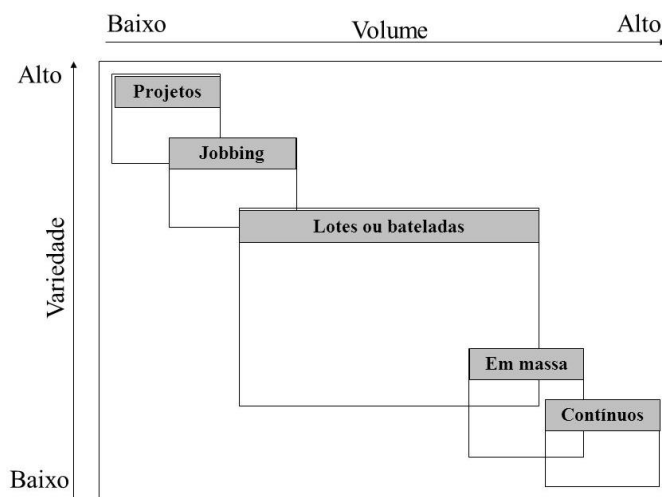 Baixo
Volume
Alto
Alto
Projetos
Jobbing
Lotes ou bateladas
Variedade
Em massa
Contínuos
Baixo